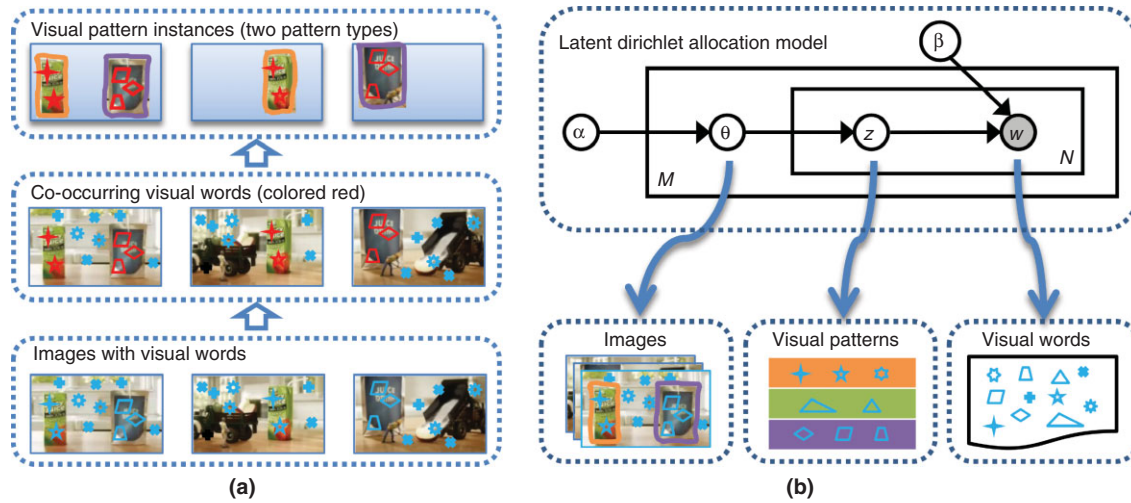 Visual pattern instances (two pattern types)
Co-occurring visual words (colored red)
Images with visual words
(a)
Latent dirichlet allocation model
β
α
θ
z
w
M
N
Images
Visual patterns
Visual words
(b)